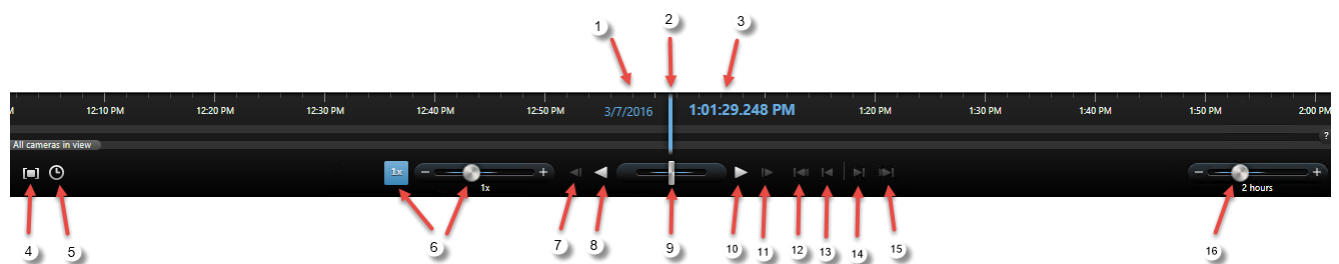 1 2 3
M 12:10 PM 12:20 PM 12:30 PM 12:40 PM 12:50 PM 3/7/2016 1:01:29.248 PM 1:20 PM 1:30 PM 1:40 PM 1:50 PM 2:00 PM
?
All cameras in view
1x
1x 2 hours
4 5 6 7 8 9 10 11 12 13 14 15 16